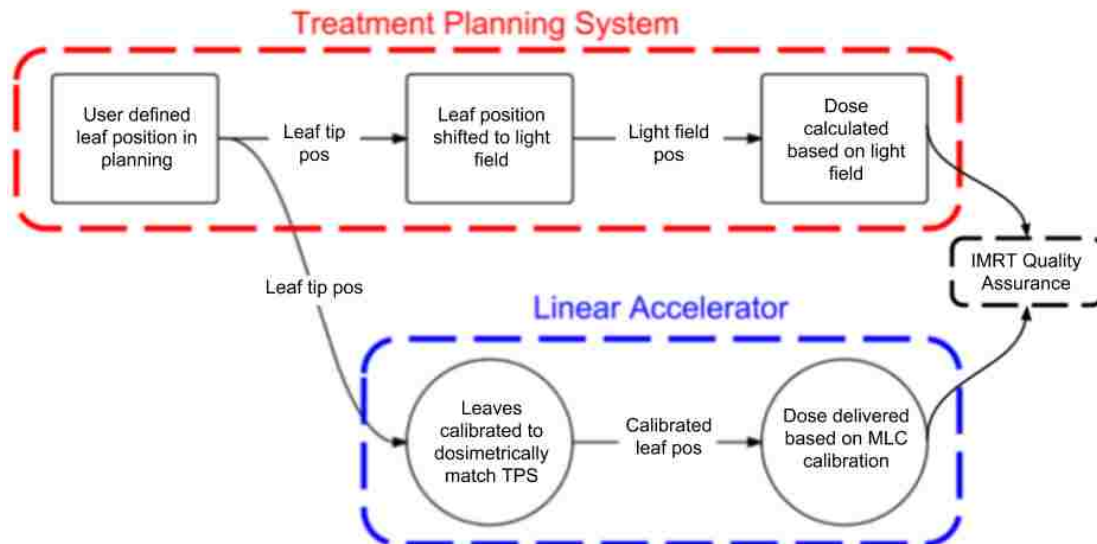 Treatment Planning System
User defined
leaf position in
planning
Leaf tip
pos
Leaf position
shifted to light
field
Light field
pos
Dose
calculated
based on light
field
Leaf tip pos
IMRT Quality
Assurance
Linear Accelerator
Leaves
calibrated to
dosimetrically
match TPS
Calibrated
leaf pos
Dose delivered
based on MLC
calibration